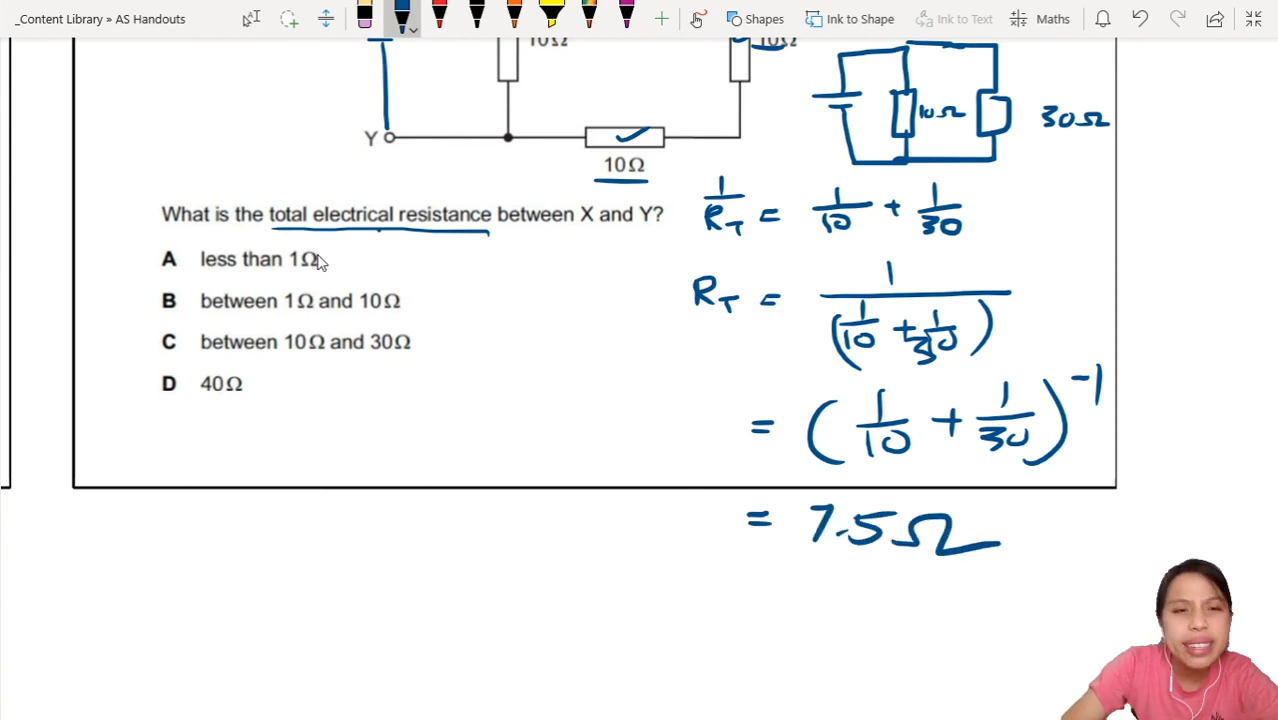 _Content Library » AS Handouts
Shapes
Ink to Shape
Ink to Text
Maths
10Ω
10Ω
10Ω
30Ω
Y
10Ω
What is the total electrical resistance between X and Y?
A less than 1Ω
B between 1Ω and 10Ω
C between 10Ω and 30Ω
D 40Ω
1/R_T = 1/10 + 1/30
R_T = 1/(1/10 + 1/30)
= (1/10 + 1/30)^-1
= 7.5Ω